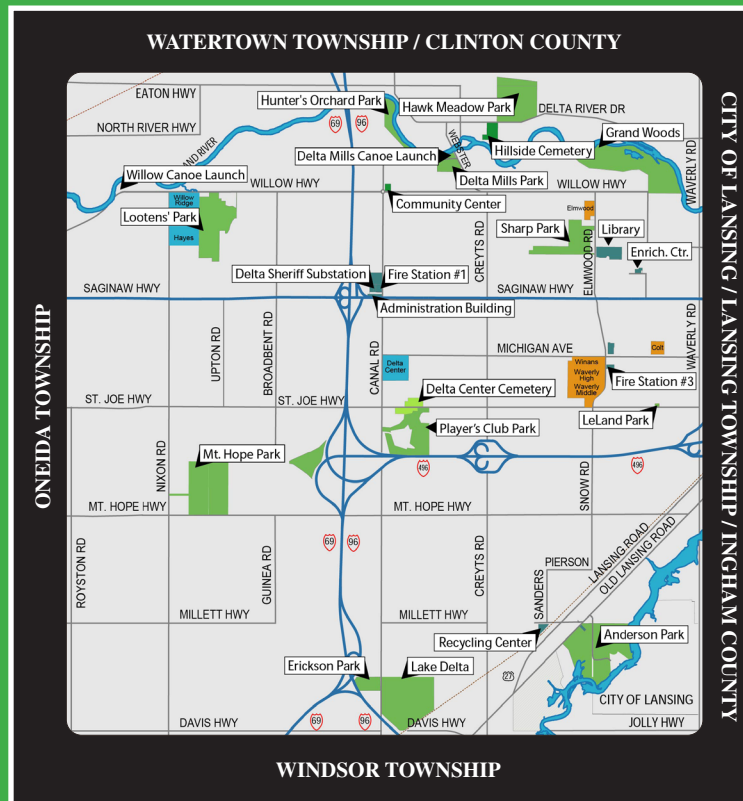 WATERTOWN TOWNSHIP / CLINTON COUNTY
EATON HWY
Hunter's Orchard Park
Hawk Meadow Park
DELTA RIVER DR
NORTH RIVER HWY
69 96
Grand Woods
WEBSTER
Hillside Cemetery
AND RIVER
Delta Mills Canoe Launch
WAVERLY RD
Willow Canoe Launch
Delta Mills Park
WILLOW HWY
WILLOW HWY
Willow Ridge
Community Center
Elmwood
Lootens' Park
Sharp Park
Library
Hayes
CREYTS RD
ELMWOOD RD
Enrich. Ctr.
Delta Sheriff Substation
Fire Station #1
SAGINAW HWY
SAGINAW HWY
Administration Building
UPTON RD
BROADBENT RD
CANAL RD
WAVERLY RD
MICHIGAN AVE
Colt
Delta Center
Winans
Waverly High
Waverly Middle
Fire Station #3
Delta Center Cemetery
ST. JOE HWY
ST. JOE HWY
LeLand Park
Player's Club Park
NIXON RD
Mt. Hope Park
496
496
SNOW RD
MT. HOPE HWY
MT. HOPE HWY
69 96
LANSING ROAD
OLD LANSING ROAD
ROYSTON RD
GUINEA RD
CREYTS RD
PIERSON
SANDERS
MILLETT HWY
MILLETT HWY
Recycling Center
Anderson Park
Erickson Park
Lake Delta
27
CITY OF LANSING
DAVIS HWY
69 96
DAVIS HWY
JOLLY HWY
ONEIDA TOWNSHIP
CITY OF LANSING / LANSING TOWNSHIP / INGHAM COUNTY
WINDSOR TOWNSHIP